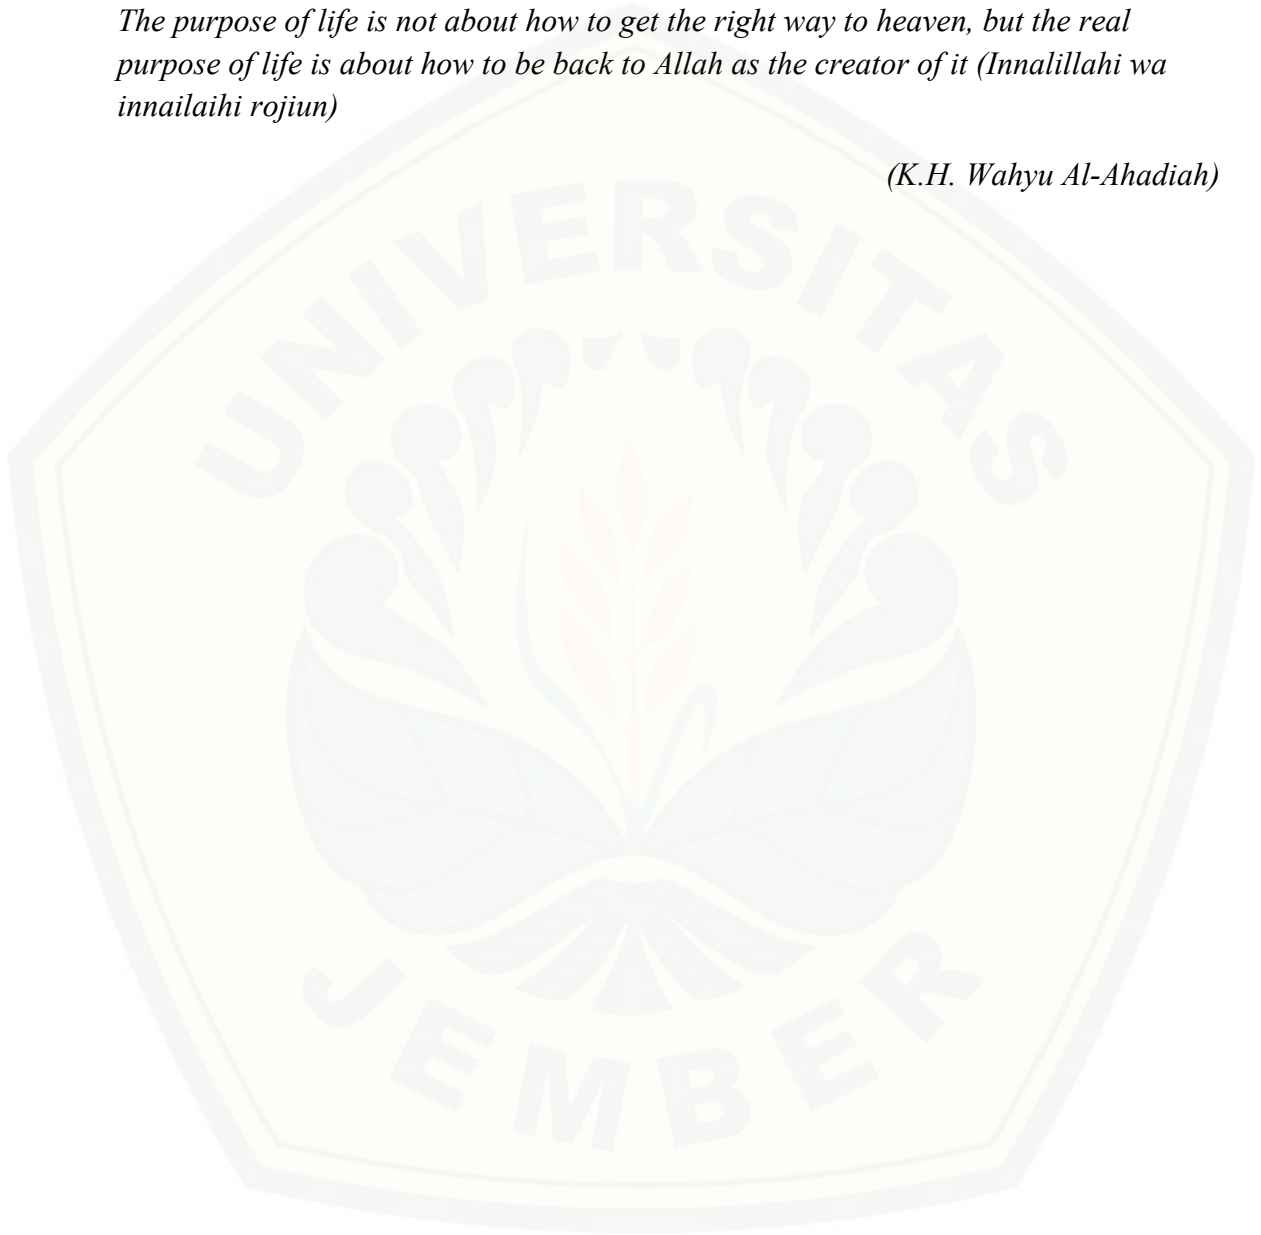 The purpose of life is not about how to get the right way to heaven, but the real
purpose of life is about how to be back to Allah as the creator of it (Innalillahi wa
innailaihi rojiun)
(K.H. Wahyu Al-Ahadiah)
UNIVERSITAS
JEMBER